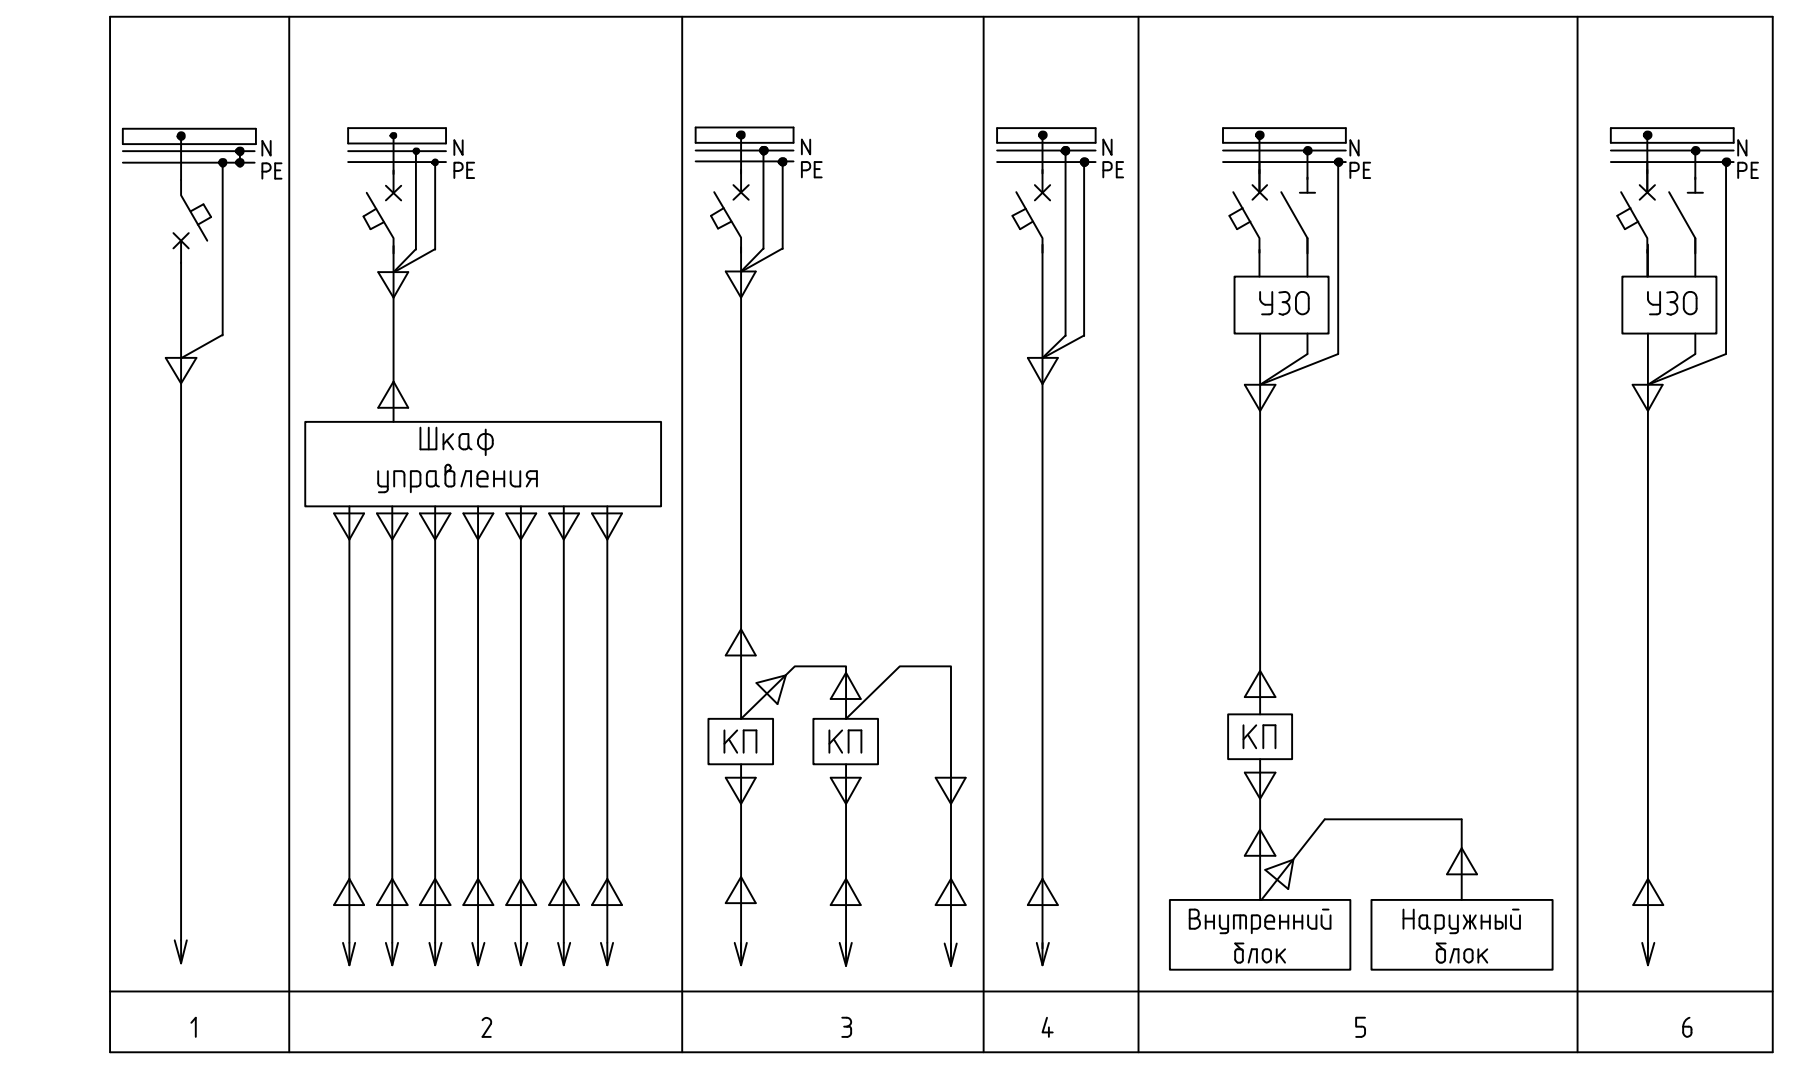 N
PE
N
PE
N
PE
N
PE
N
PE
N
PE
УЗО
УЗО
Шкаф
управления
КП
КП
КП
Внутренний
блок
Наружный
блок
1
2
3
4
5
6